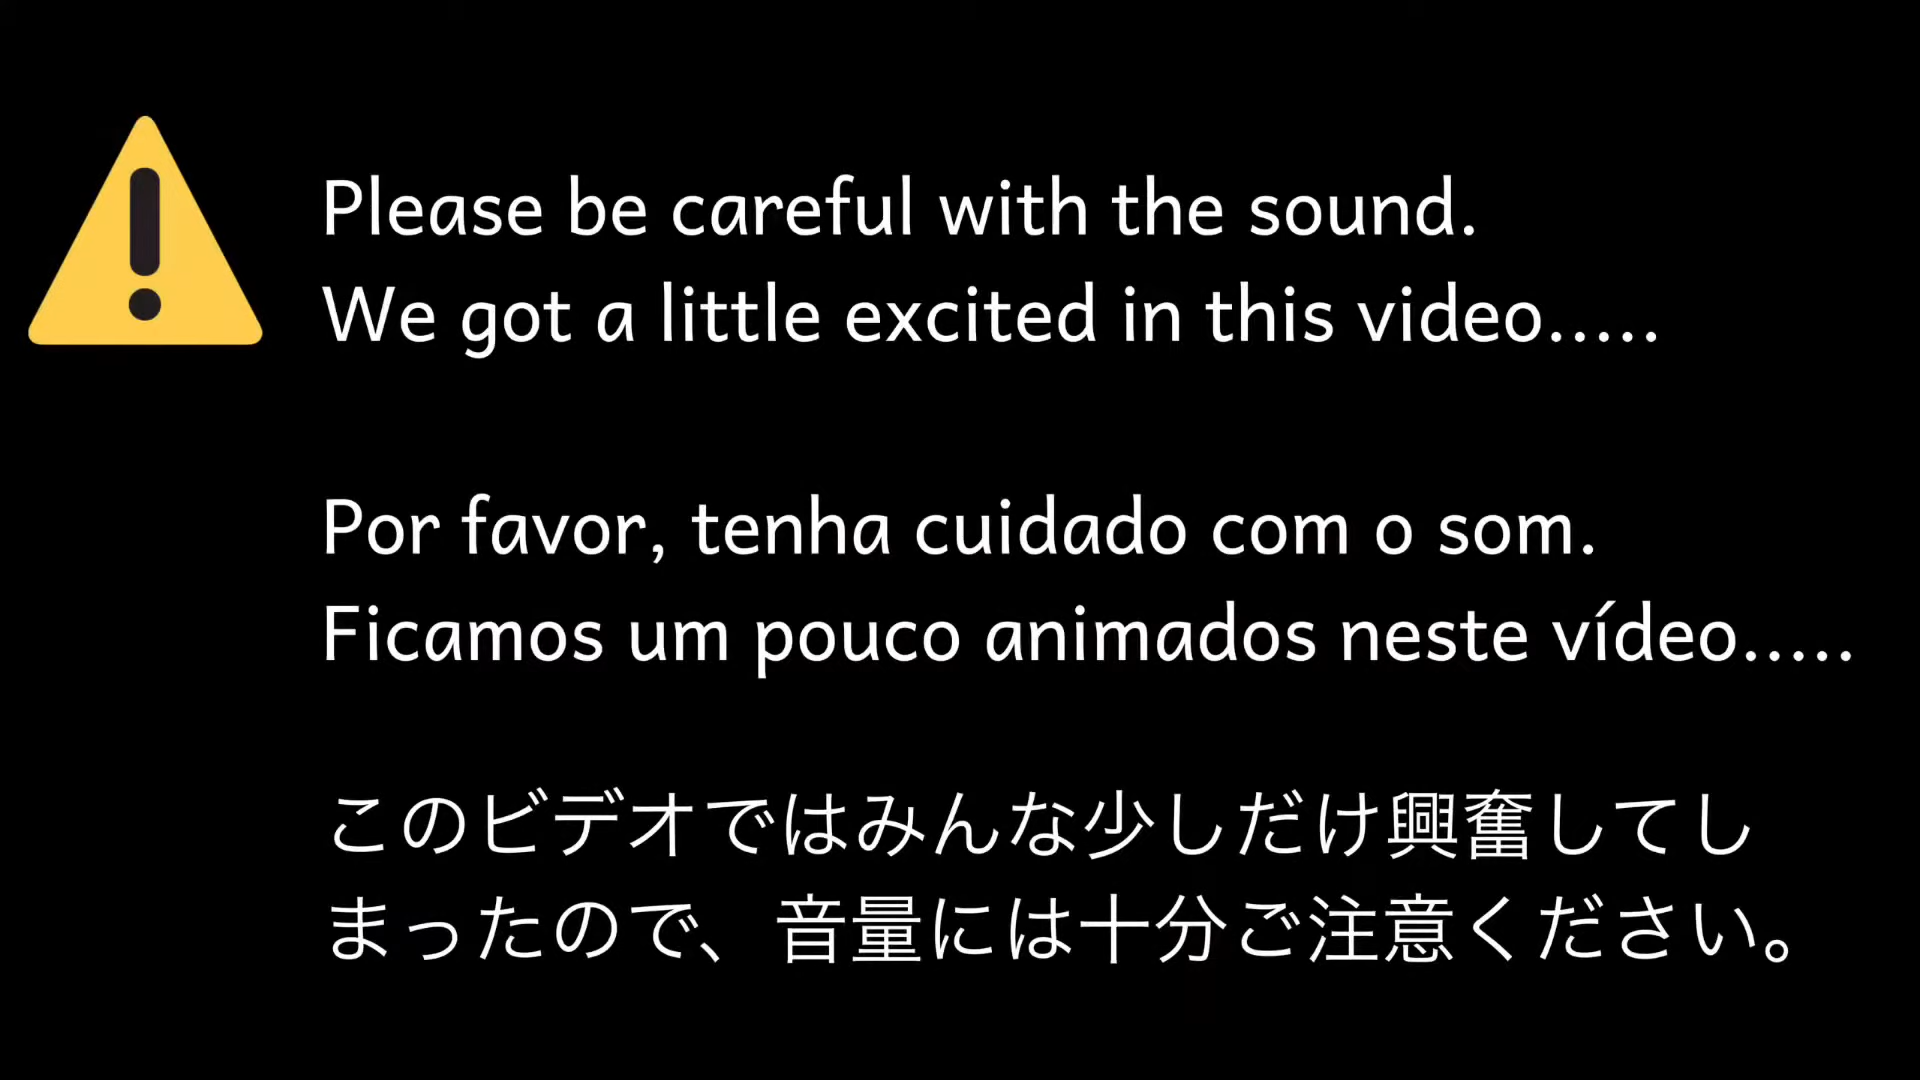 Please be careful with the sound.
We got a little excited in this video.....
Por favor, tenha cuidado com o som.
Ficamos um pouco animados neste vídeo.....
このビデオではみんな少しだけ興奮してし
まったので、音量には十分ご注意ください。